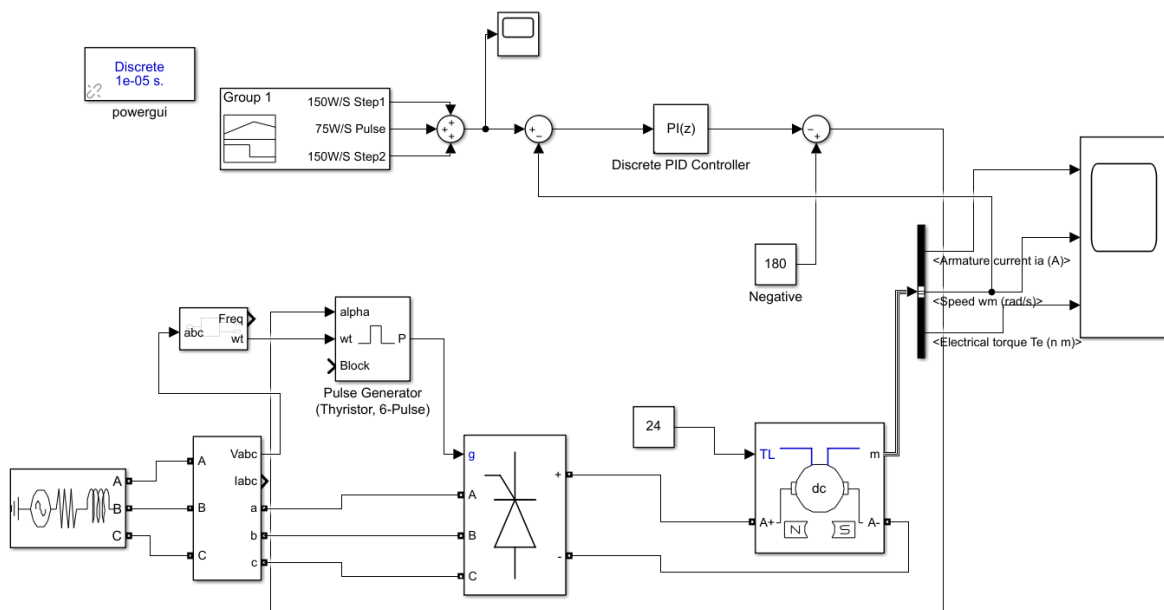 Discrete
1e-05 s.
powergui
Group 1
150W/S Step1
75W/S Pulse
150W/S Step2
+
+
+
+
-
PI(z)
Discrete PID Controller
-
+
180
Negative
<Armature current ia (A)>
<Speed wm (rad/s)>
<Electrical torque Te (n m)>
abc
Freq
wt
alpha
wt
Block
P
Pulse Generator
(Thyristor, 6-Pulse)
24
TL
m
dc
A+
N
S
A-
A
B
C
A
B
C
Vabc
Iabc
a
b
c
g
A
B
C
+
-